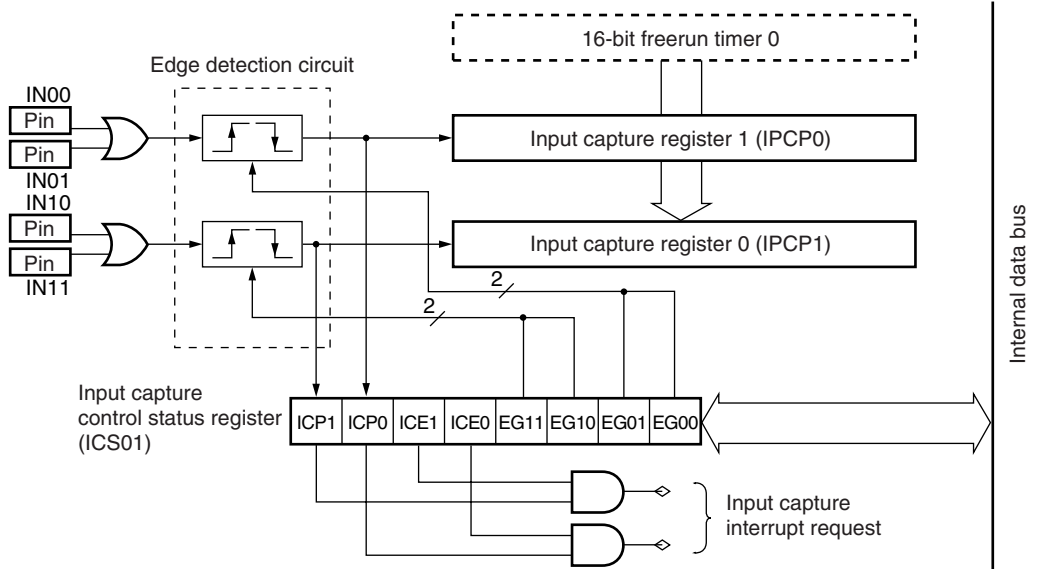 16-bit freerun timer 0
Edge detection circuit
IN00
Pin
Pin
IN01
Input capture register 1 (IPCP0)
IN10
Pin
Pin
IN11
Input capture register 0 (IPCP1)
2
2
Internal data bus
Input capture
control status register
(ICS01)
ICP1 ICP0 ICE1 ICE0 EG11 EG10 EG01 EG00
Input capture
interrupt request